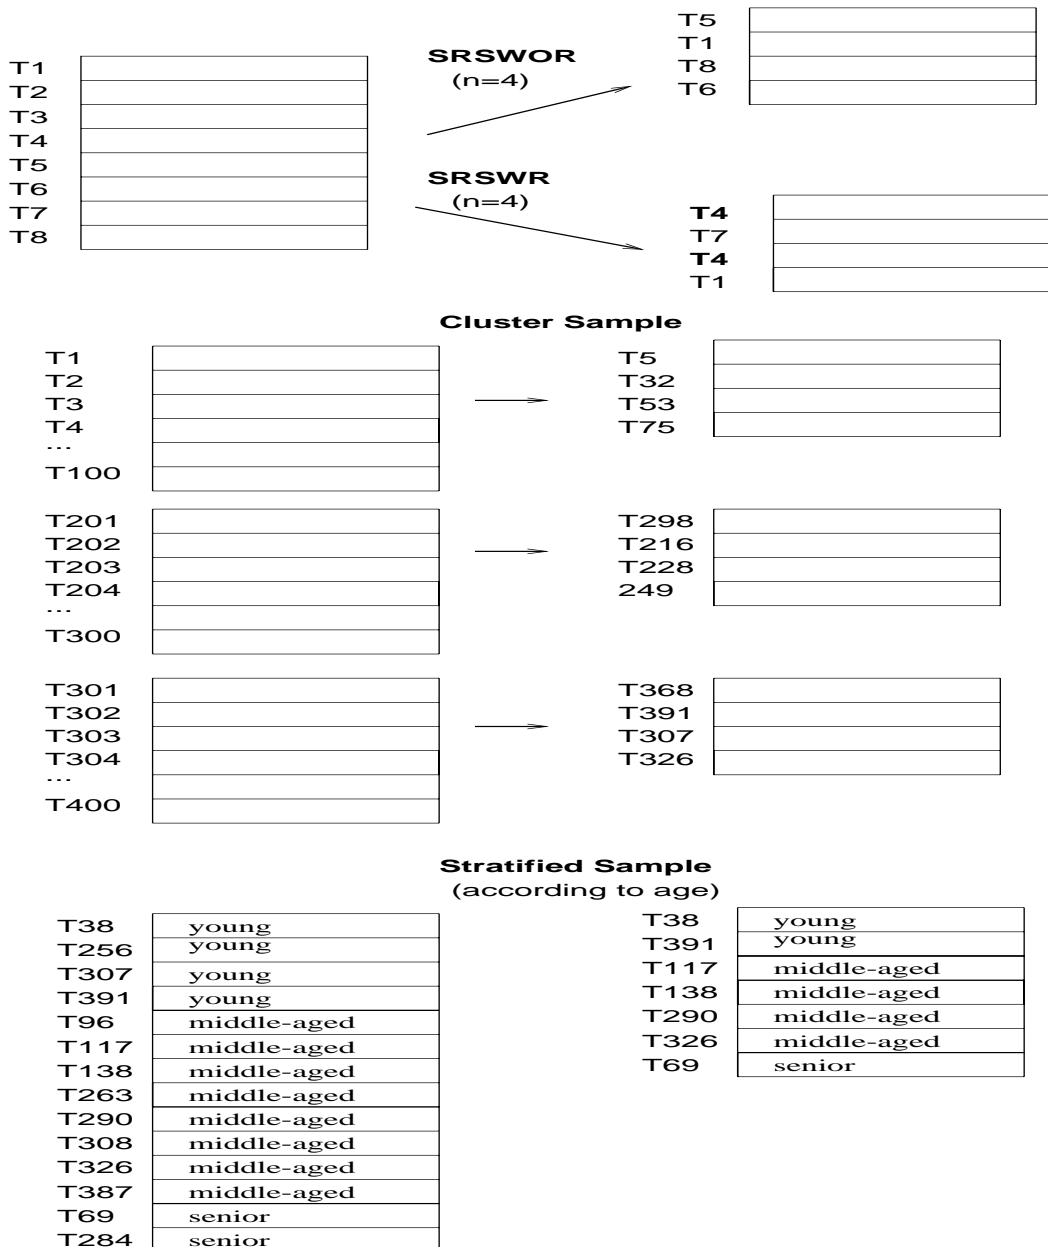 SRSWOR
(n=4)
T1
T2
T3
T4
T5
T6
T7
T8
T5
T1
T8
T6
SRSWR
(n=4)
T4
T7
T4
T1
Cluster Sample
T1
T2
T3
T4
...
T100
T5
T32
T53
T75
T201
T202
T203
T204
...
T300
T298
T216
T228
249
T301
T302
T303
T304
...
T400
T368
T391
T307
T326
Stratified Sample
(according to age)
T38 young
T256 young
T307 young
T391 young
T96 middle-aged
T117 middle-aged
T138 middle-aged
T263 middle-aged
T290 middle-aged
T308 middle-aged
T326 middle-aged
T387 middle-aged
T69 senior
T284 senior
T38 young
T391 young
T117 middle-aged
T138 middle-aged
T290 middle-aged
T326 middle-aged
T69 senior